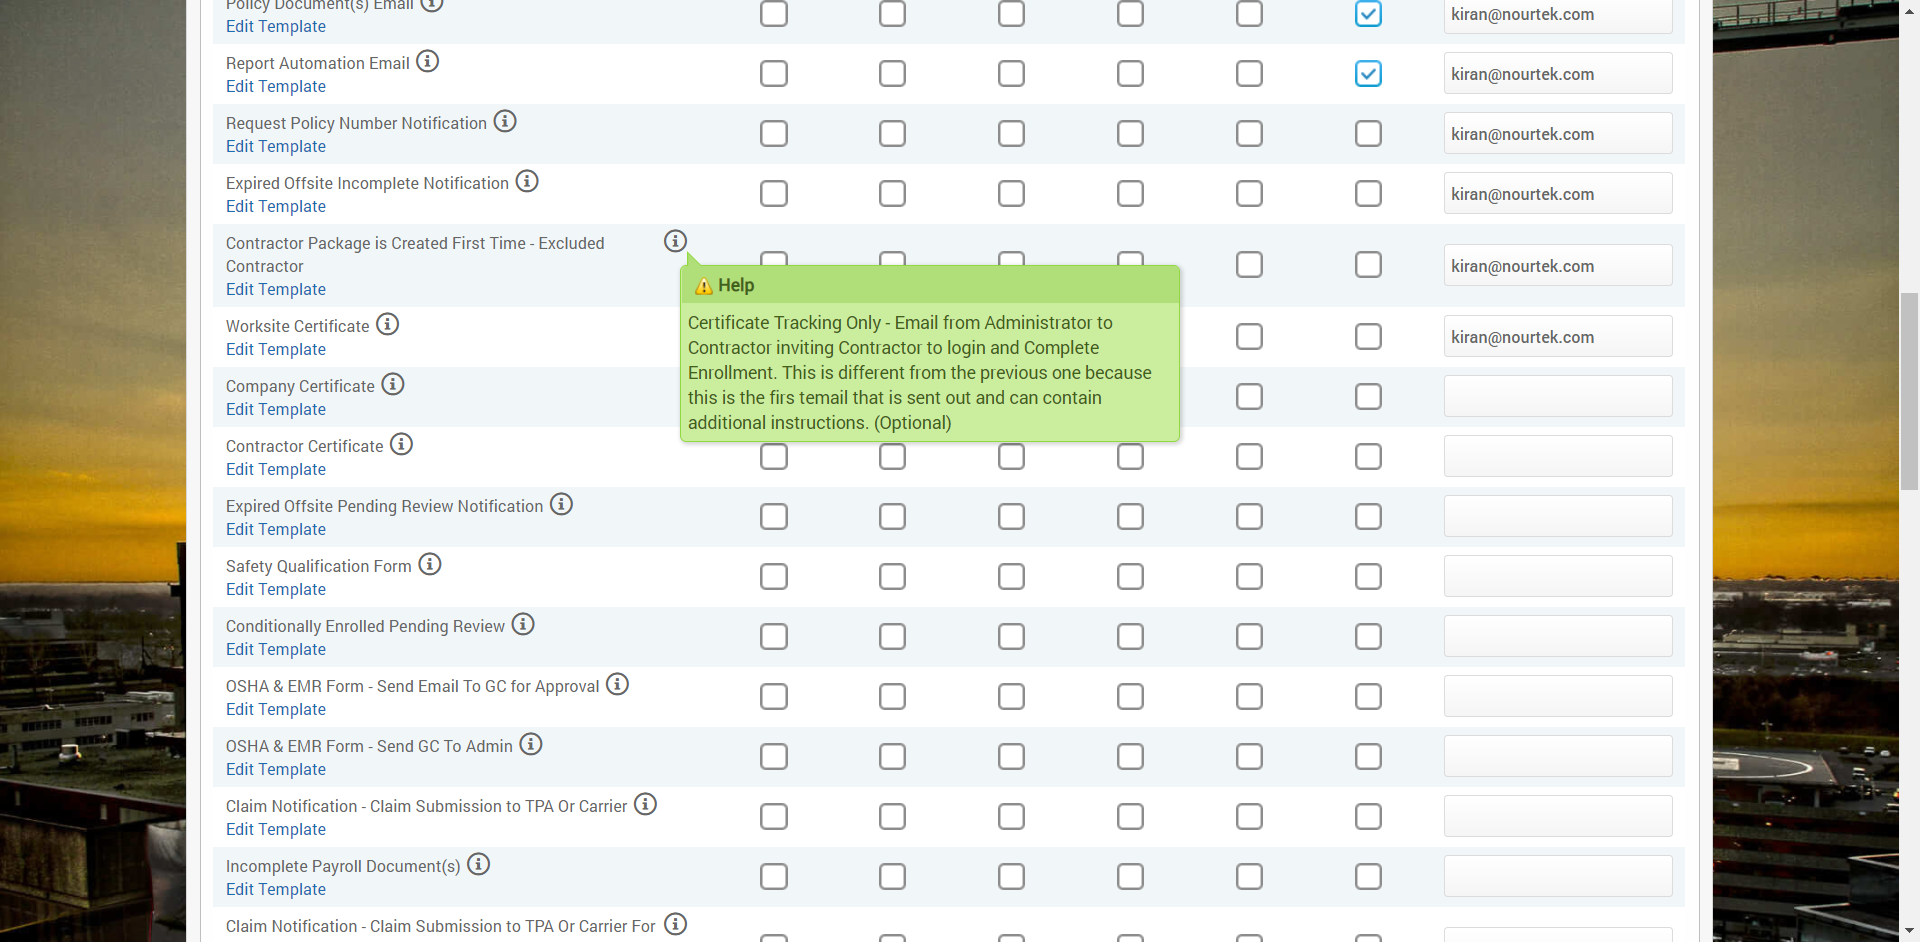 Policy Document(s) Email
Edit Template
kiran@nourtek.com
Report Automation Email
Edit Template
kiran@nourtek.com
Request Policy Number Notification
Edit Template
kiran@nourtek.com
Expired Offsite Incomplete Notification
Edit Template
kiran@nourtek.com
Contractor Package is Created First Time - Excluded
Contractor
Edit Template
kiran@nourtek.com
Help
Certificate Tracking Only - Email from Administrator to
Contractor inviting Contractor to login and Complete
Enrollment. This is different from the previous one because
this is the firs temail that is sent out and can contain
additional instructions. (Optional)
Worksite Certificate
Edit Template
kiran@nourtek.com
Company Certificate
Edit Template
Contractor Certificate
Edit Template
Expired Offsite Pending Review Notification
Edit Template
Safety Qualification Form
Edit Template
Conditionally Enrolled Pending Review
Edit Template
OSHA & EMR Form - Send Email To GC for Approval
Edit Template
OSHA & EMR Form - Send GC To Admin
Edit Template
Claim Notification - Claim Submission to TPA Or Carrier
Edit Template
Incomplete Payroll Document(s)
Edit Template
Claim Notification - Claim Submission to TPA Or Carrier For